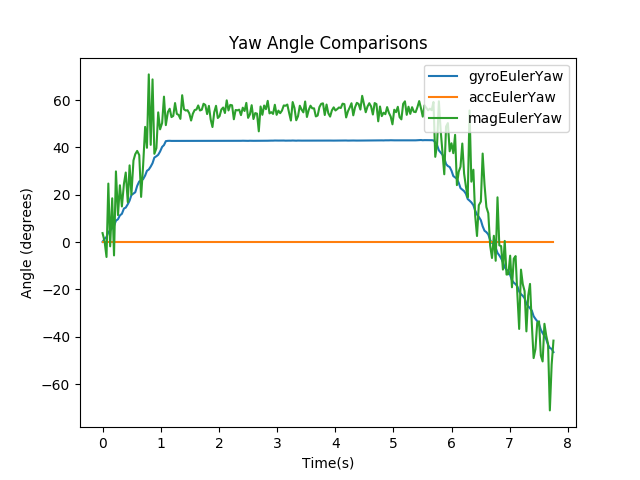 Yaw Angle Comparisons
gyroEulerYaw
accEulerYaw
magEulerYaw
Angle (degrees)
60
40
20
0
−20
−40
−60
0 1 2 3 4 5 6 7 8
Time(s)